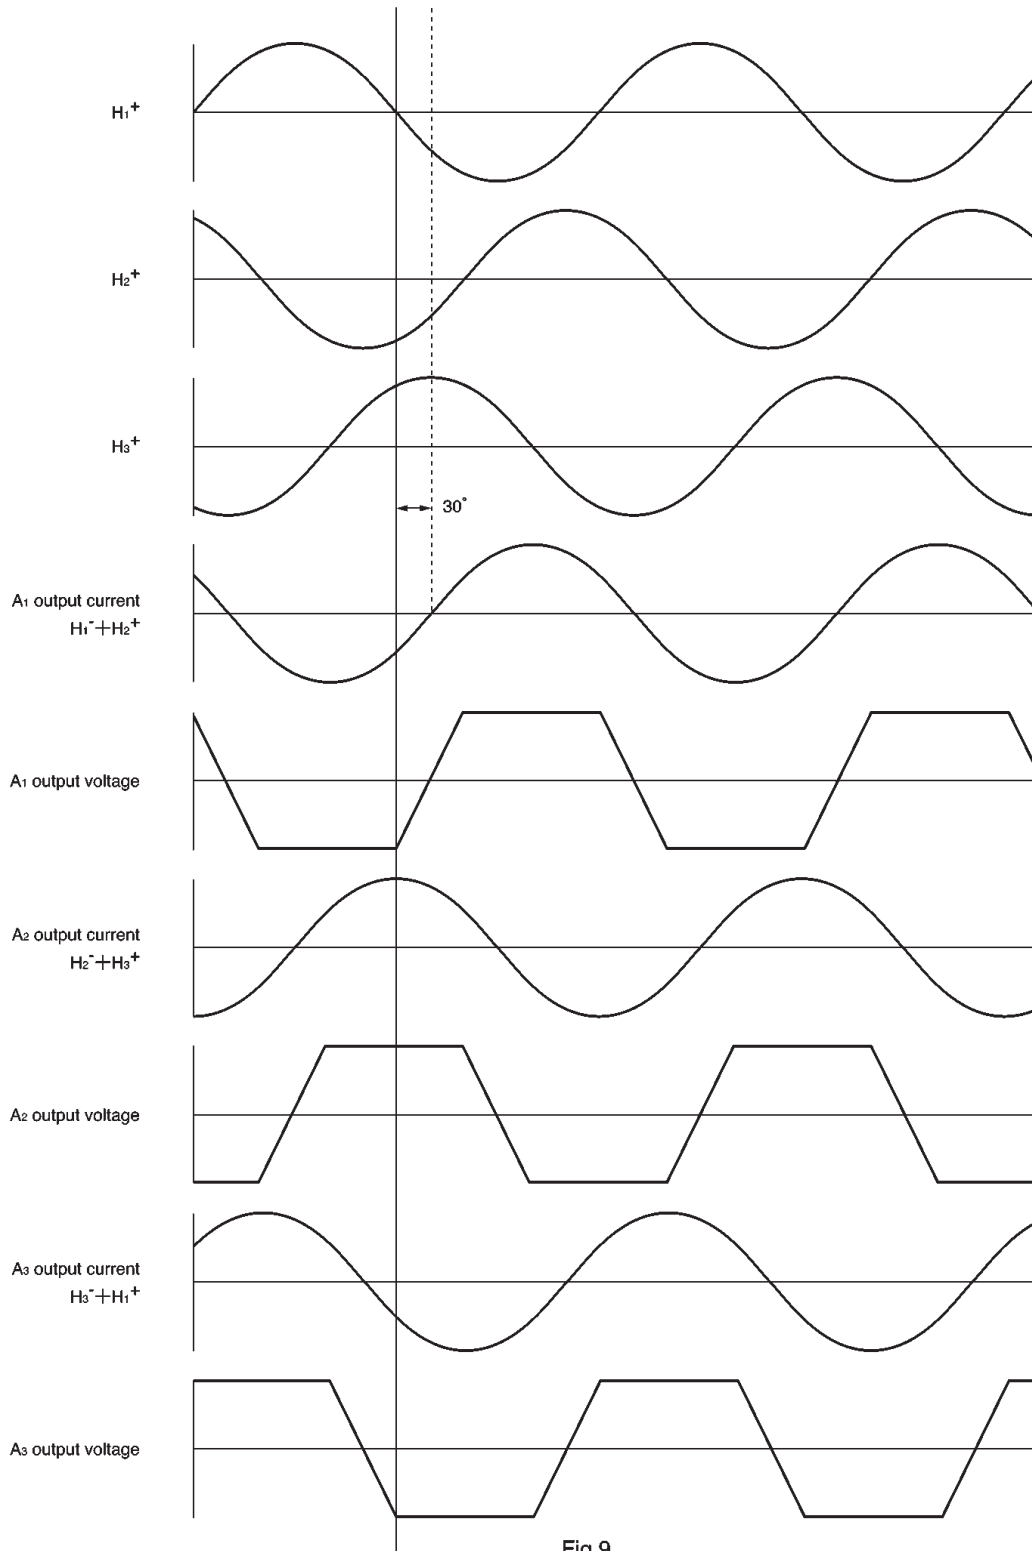 H₁⁺
H₂⁺
H₃⁺
30°
A₁ output current
H₁⁻+H₂⁺
A₁ output voltage
A₂ output current
H₂⁻+H₃⁺
A₂ output voltage
A₃ output current
H₃⁻+H₁⁺
A₃ output voltage
Fig.9